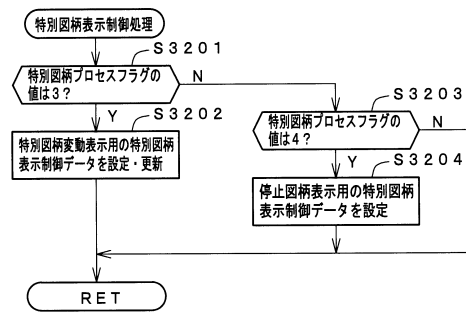 特別図柄表示制御処理
S3201
特別図柄プロセスフラグの
値は3?
N
Y
S3202
特別図柄変動表示用の特別図柄
表示制御データを設定・更新
S3203
特別図柄プロセスフラグの
値は4?
N
Y
S3204
停止図柄表示用の特別図柄
表示制御データを設定
RET